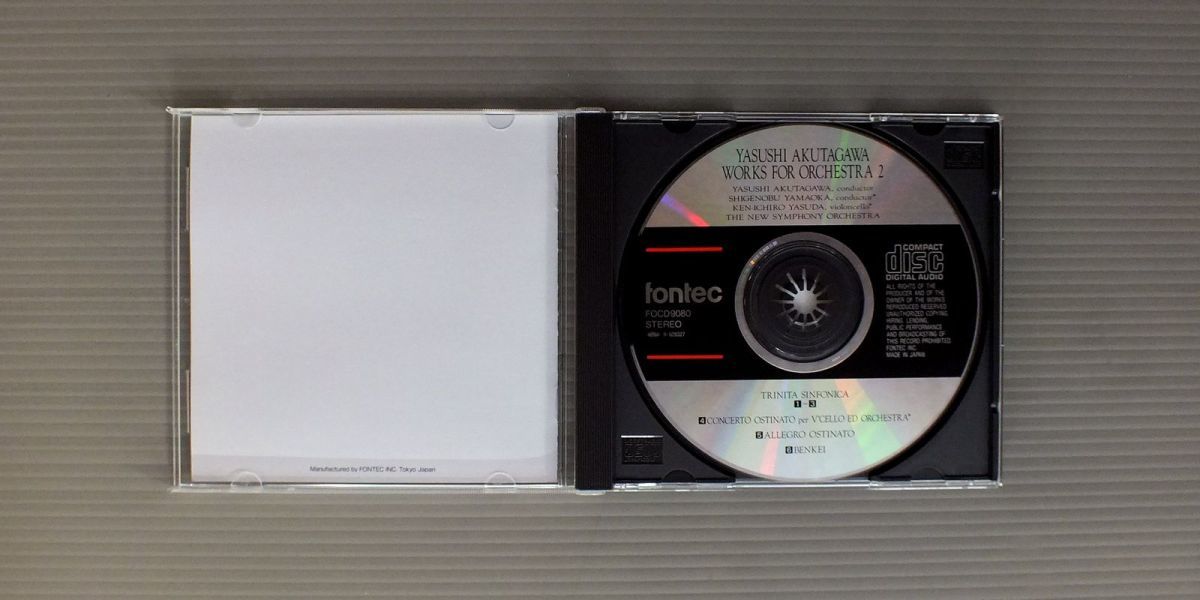 Manufactured by FONTEC INC. Tokyo Japan
YASUSHI AKUTAGAWA
WORKS FOR ORCHESTRA 2
YASUSHI AKUTAGAWA, conductor
SHIGENOBU YAMAOKA, conductor*
KEN-ICHIRO YASUDA, violoncello*
THE NEW SYMPHONY ORCHESTRA
fontec
FOCD9080
STEREO
COMPACT
disc
DIGITAL AUDIO
ALL RIGHTS OF THE
PRODUCER AND OF THE
OWNER OF THE WORKS
REPRODUCED RESERVED
UNAUTHORIZED COPYING
HIRING, LENDING,
PUBLIC PERFORMANCE
AND BROADCASTING OF
THIS RECORD PROHIBITED
FONTEC INC.
MADE IN JAPAN
TRINITA SINFONICA
1~3
4 CONCERTO OSTINATO per V'CELLO ED ORCHESTRA*
5 ALLEGRO OSTINATO
6 BENKEI